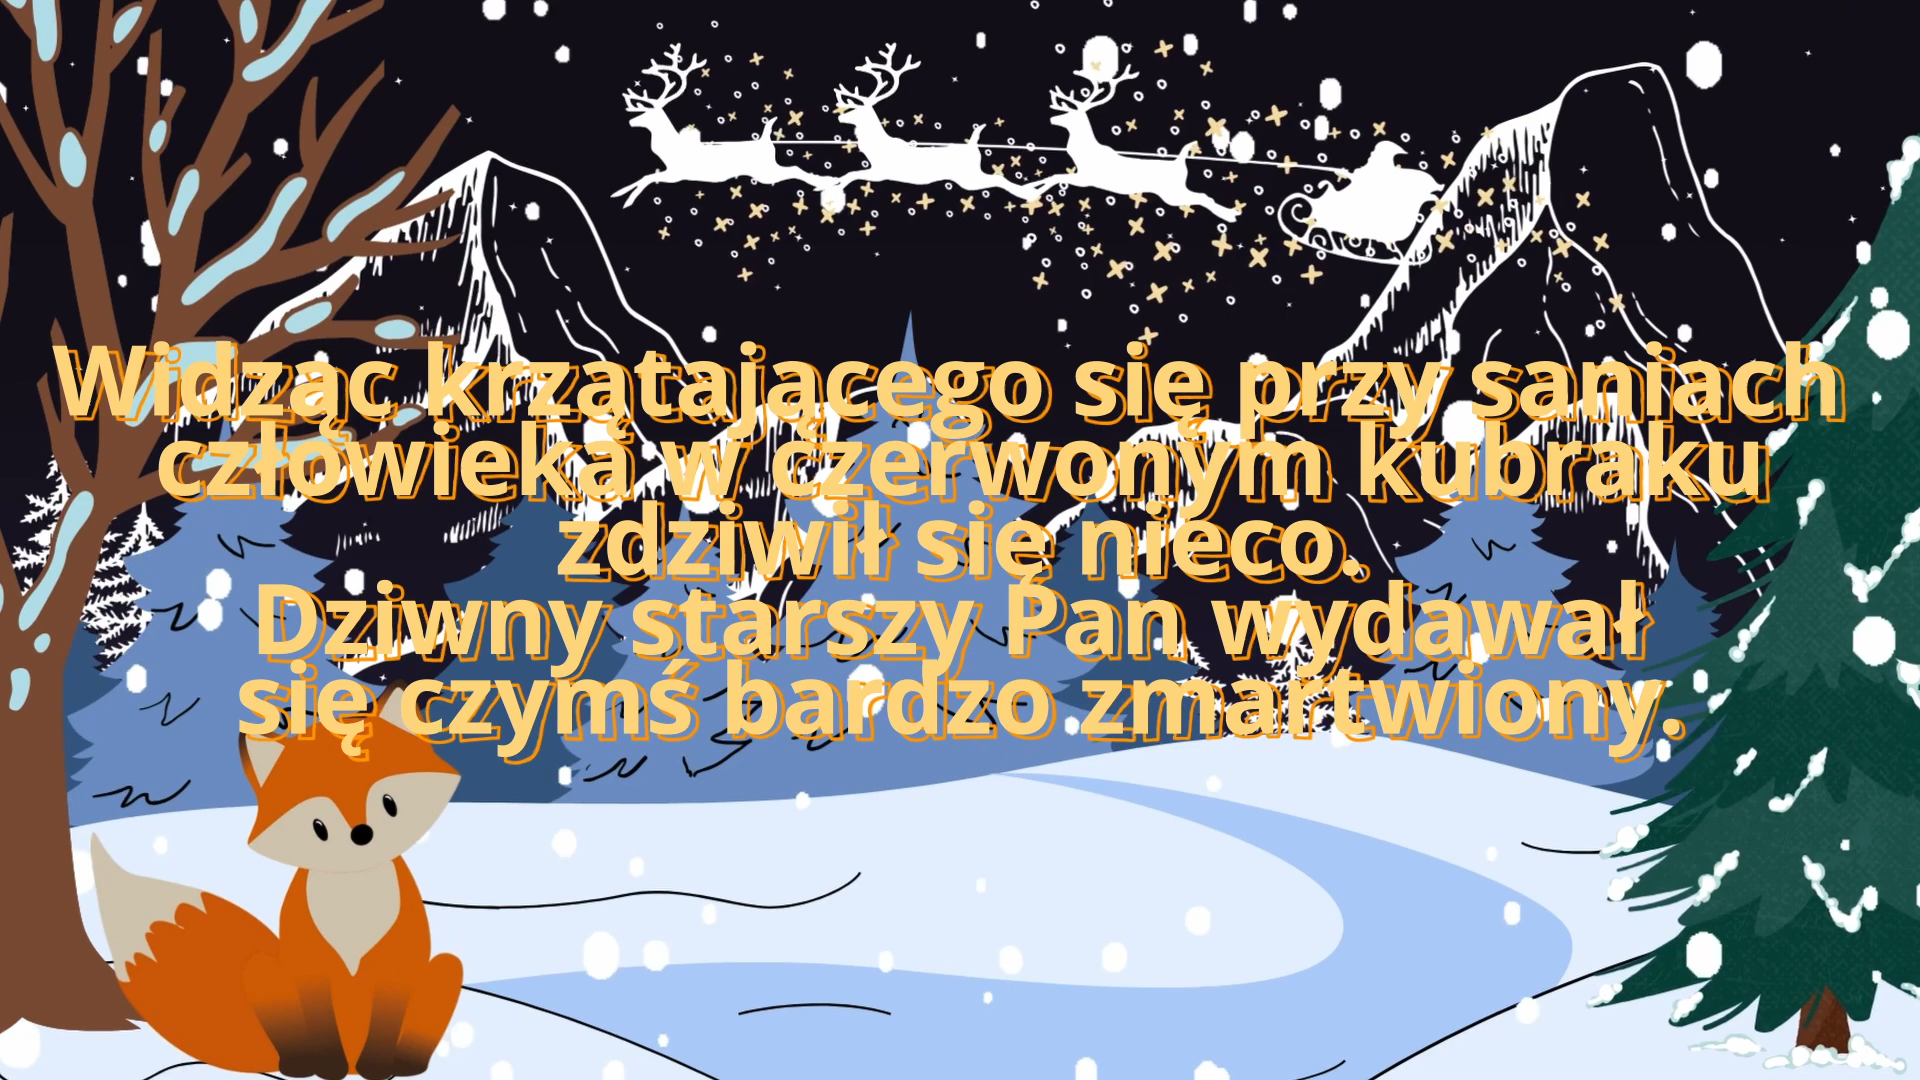 Widząc krzątającego się przy saniach
człowieka w czerwonym kubraku
zdziwił się nieco.
Dziwny starszy Pan wydawał
się czymś bardzo zmartwiony.